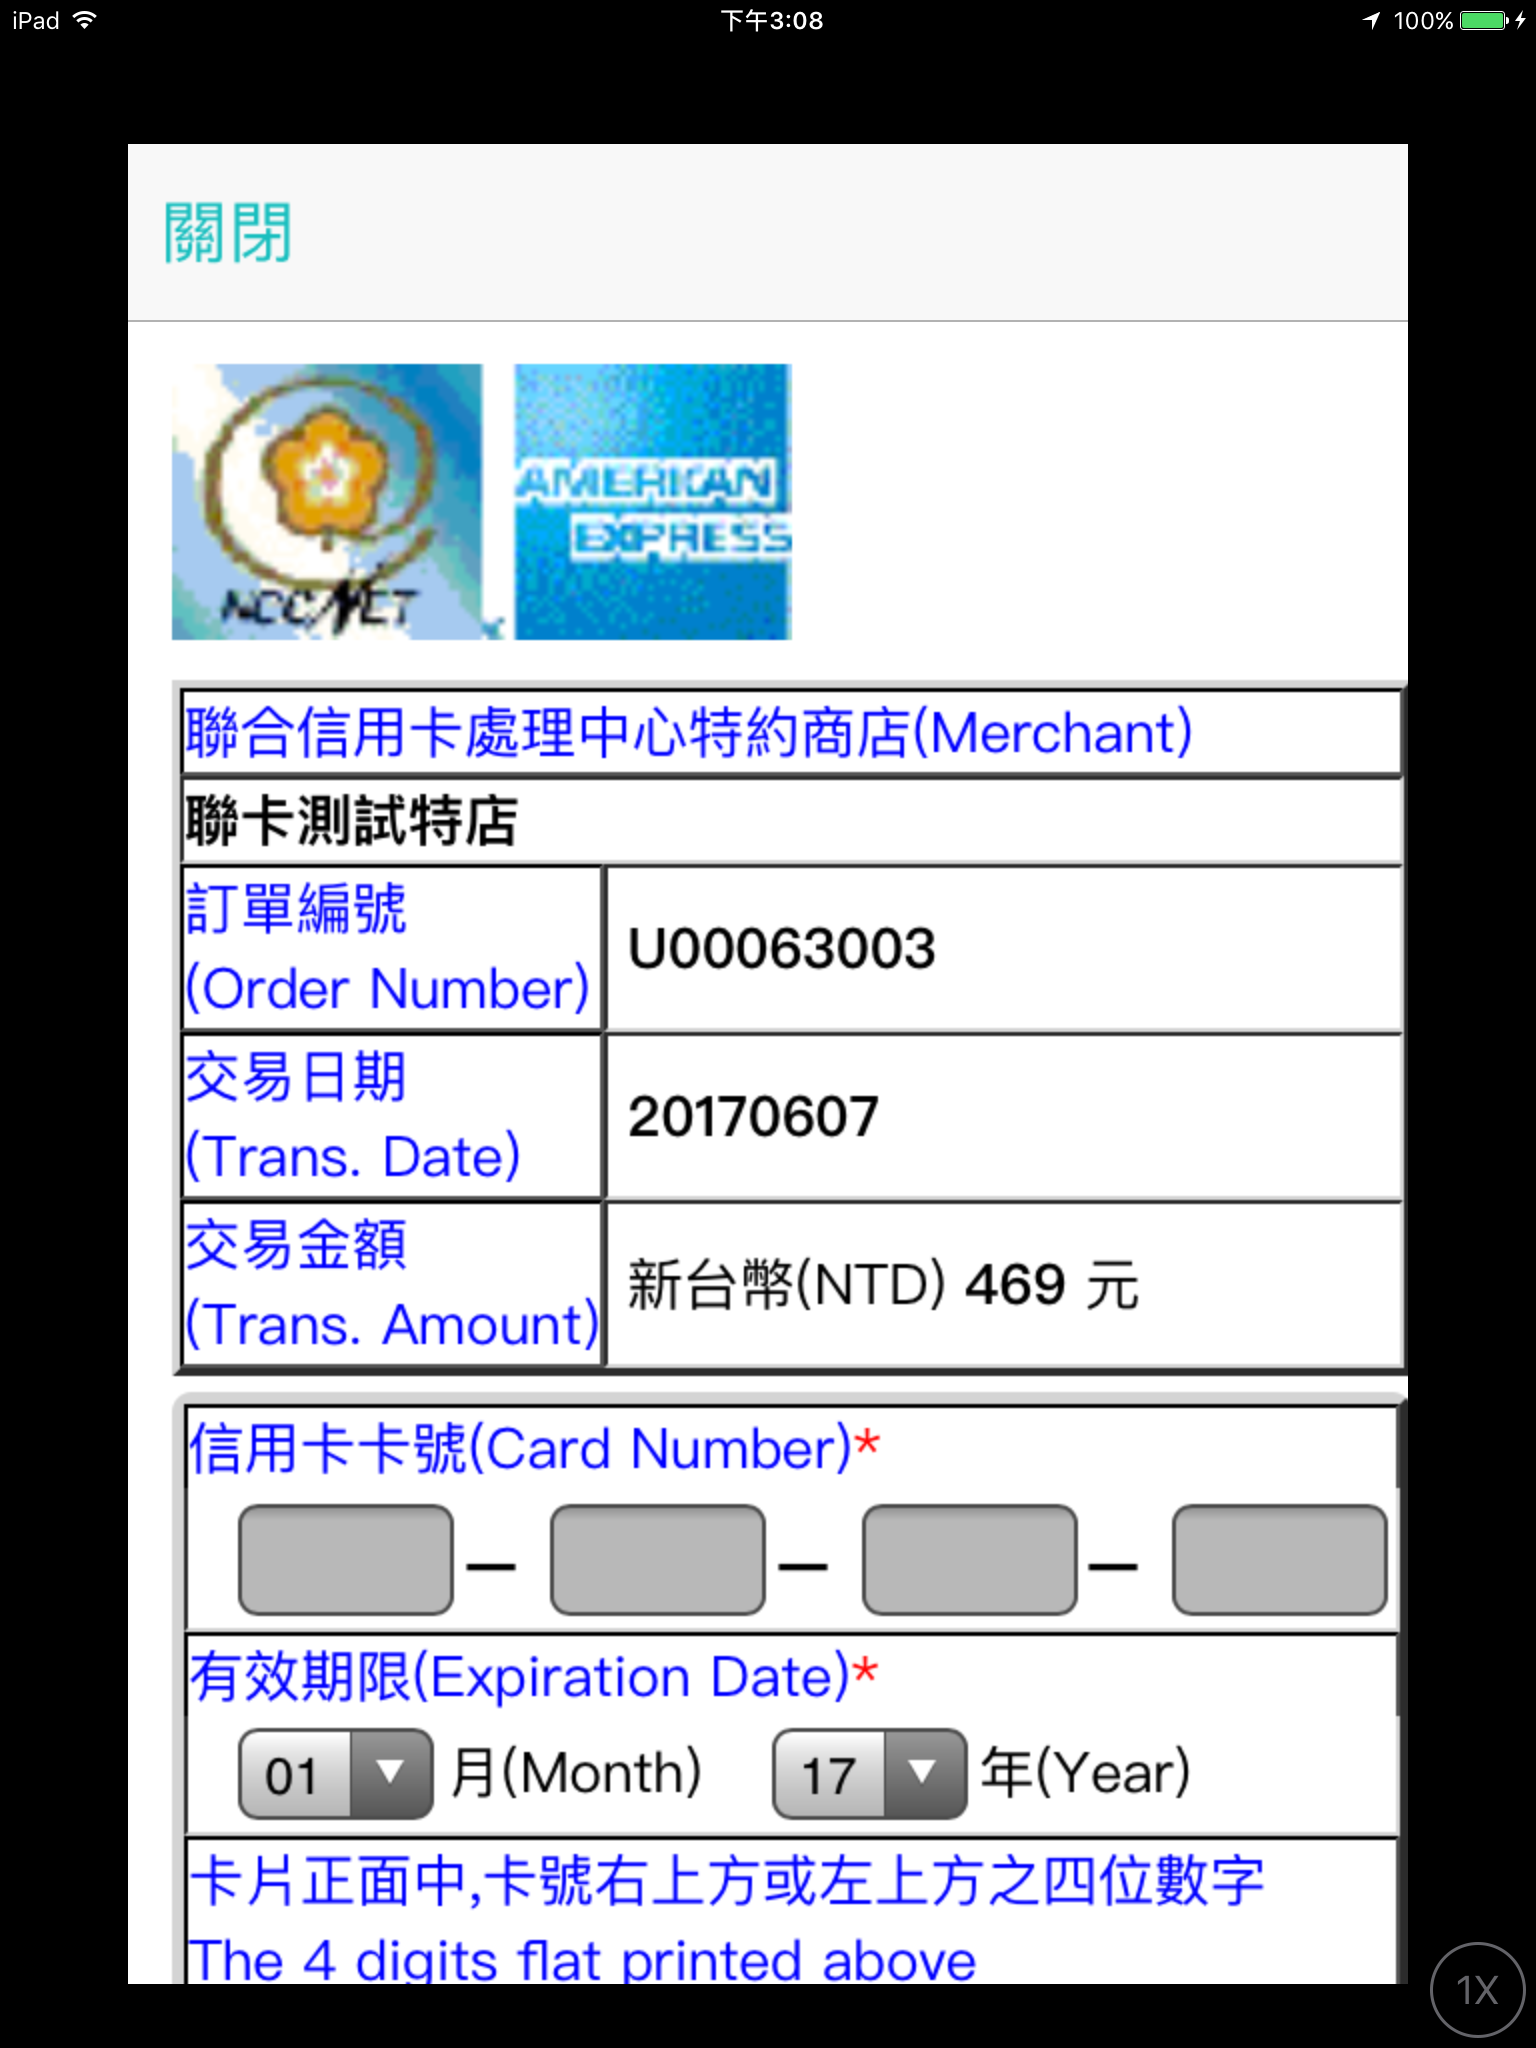 iPad 下午3:08 100%
關閉
NCCNET
AMERICAN
EXPRESS
聯合信用卡處理中心特約商店(Merchant)
聯卡測試特店
訂單編號
(Order Number)
U00063003
交易日期
(Trans. Date)
20170607
交易金額
(Trans. Amount)
新台幣(NTD) 469 元
信用卡卡號(Card Number)*
有效期限(Expiration Date)*
01 月(Month) 17 年(Year)
卡片正面中,卡號右上方或左上方之四位數字
The 4 digits flat printed above
1X